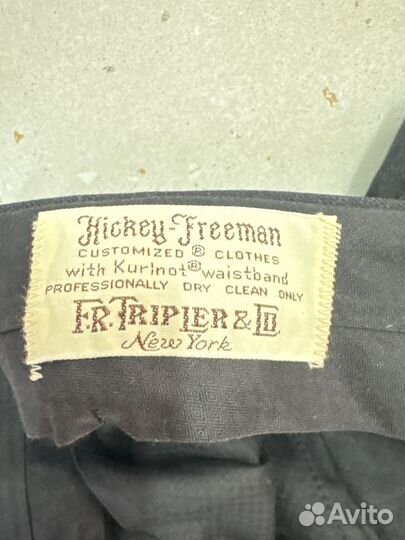 Hickey-Freeman
CUSTOMIZED ® CLOTHES
with Kurlnot® waistband
PROFESSIONALLY DRY CLEAN ONLY
F.R. TRIPLER & CO
New York
Avito